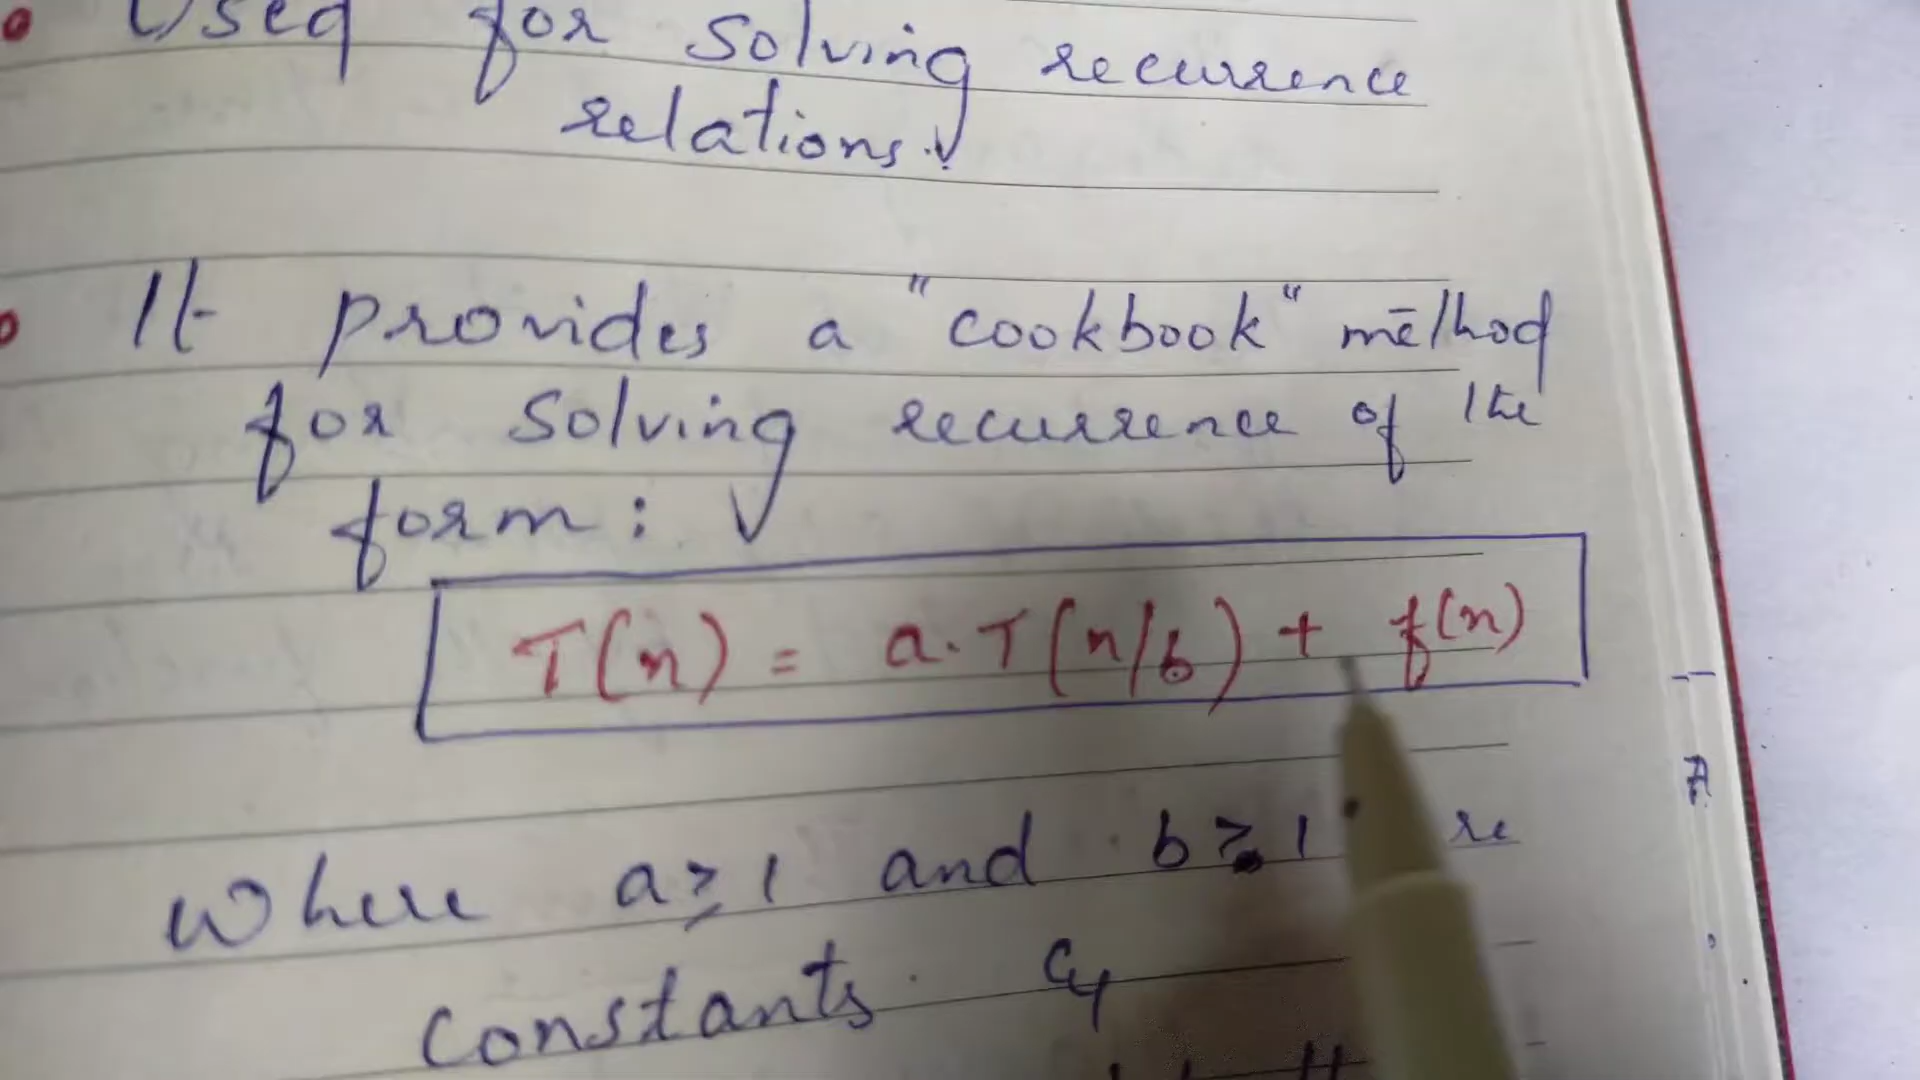 Used for solving recurrence
relations.
It provides a "cookbook" method
for solving recurrence of the
form:
T(n) = a.T(n/b) + f(n)
where a ≥ 1 and b ≥ 1 re
constants &